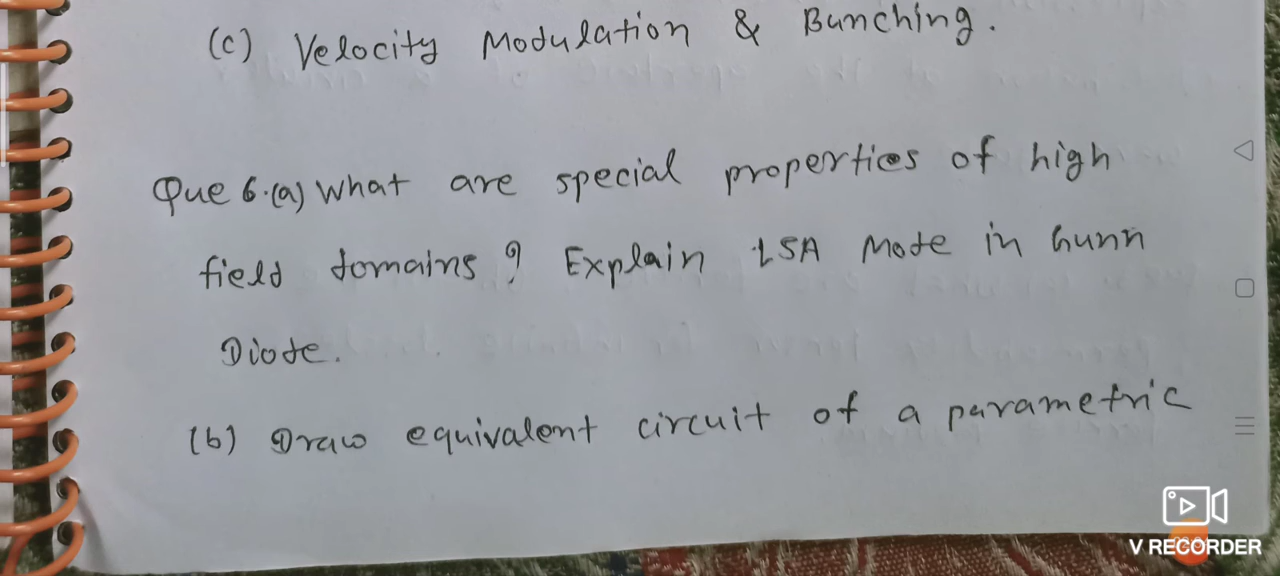 (c) Velocity Modulation & Bunching.
Que 6.(a) What are special properties of high
field domains ? Explain LSA Mode in Gunn
Diode.
(b) Draw equivalent circuit of a parametric
V RECORDER